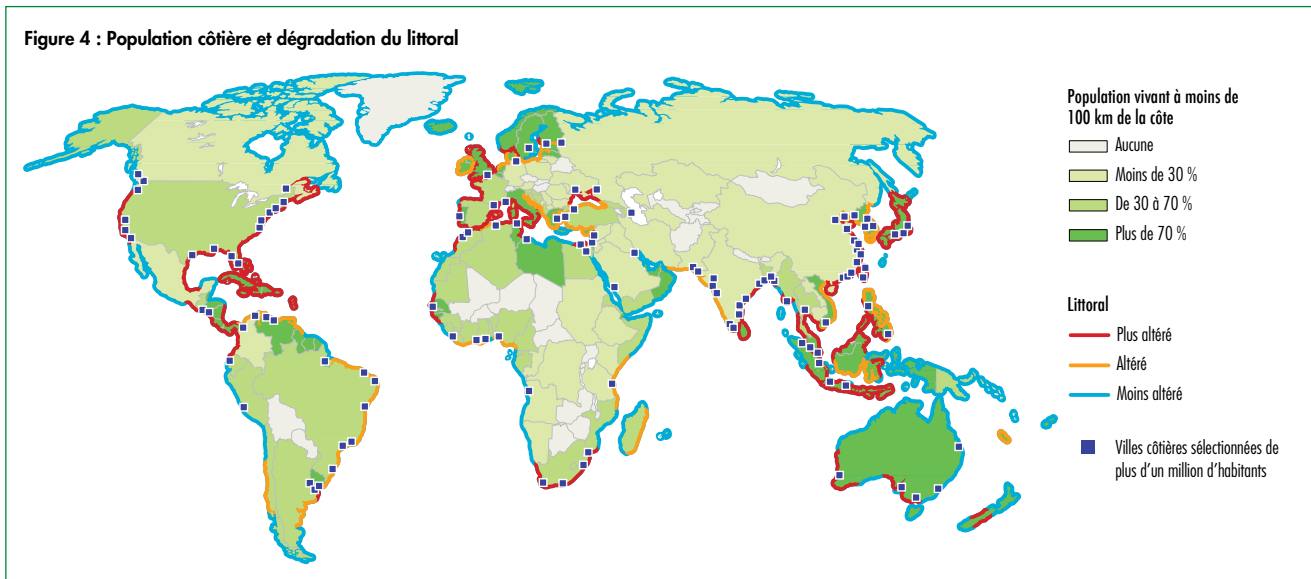 Figure 4 : Population côtière et dégradation du littoral
Population vivant à moins de
100 km de la côte
Aucune
Moins de 30 %
De 30 à 70 %
Plus de 70 %
Littoral
Plus altéré
Altéré
Moins altéré
Villes côtières sélectionnées de
plus d’un million d’habitants